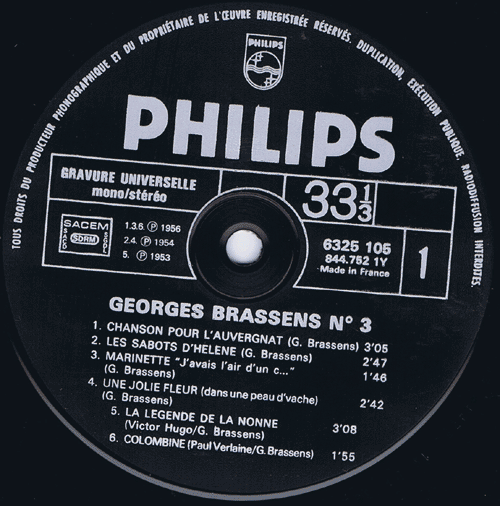 TOUS DROITS DU PRODUCTEUR PHONOGRAPHIQUE ET DU PROPRIÉTAIRE DE L'ŒUVRE ENREGISTRÉE RÉSERVÉS. DUPLICATION, EXÉCUTION PUBLIQUE, RADIODIFFUSION INTERDITES.
PHILIPS
PHILIPS
GRAVURE UNIVERSELLE
mono/stéréo
33 1/3
SACEM
SACD SDRM SGDL
1.3.6. Ⓟ 1956
2.4. Ⓟ 1954
5. Ⓟ 1953
6325 105
844.752 1Y
Made in France
1
GEORGES BRASSENS N° 3
1. CHANSON POUR L'AUVERGNAT (G. Brassens) 3'05
2. LES SABOTS D'HELENE (G. Brassens) 2'47
3. MARINETTE "J'avais l'air d'un c..." 1'46
(G. Brassens)
4. UNE JOLIE FLEUR (dans une peau d'vache) 2'42
(G. Brassens)
5. LA LEGENDE DE LA NONNE 3'08
(Victor Hugo/G. Brassens)
6. COLOMBINE (Paul Verlaine/G. Brassens) 1'55